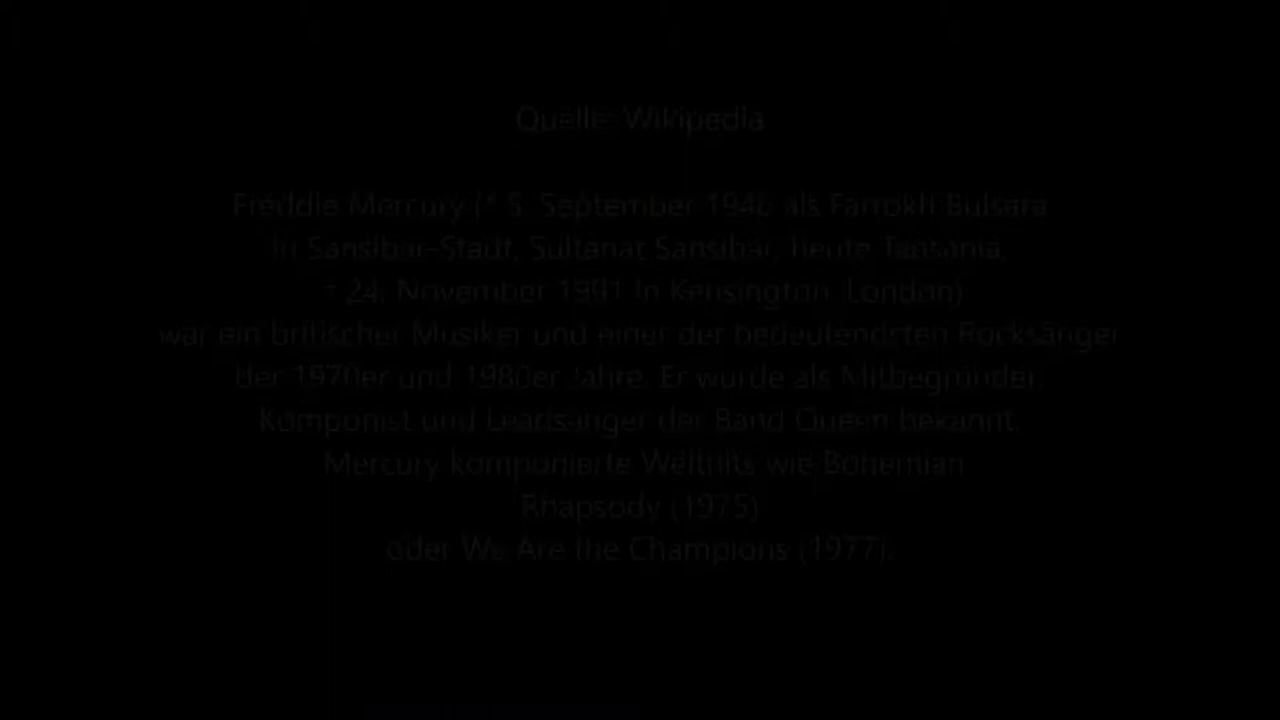 Quelle: Wikipedia
Freddie Mercury (* 5. September 1946 als Farrokh Bulsara
in Sansibar-Stadt, Sultanat Sansibar, heute Tansania,
† 24. November 1991 in Kensington, London)
war ein britischer Musiker und einer der bedeutendsten Rocksänger
der 1970er und 1980er Jahre. Er wurde als Mitbegründer,
Komponist und Leadsänger der Band Queen bekannt.
Mercury komponierte Welthits wie Bohemian
Rhapsody (1975)
oder We Are the Champions (1977).